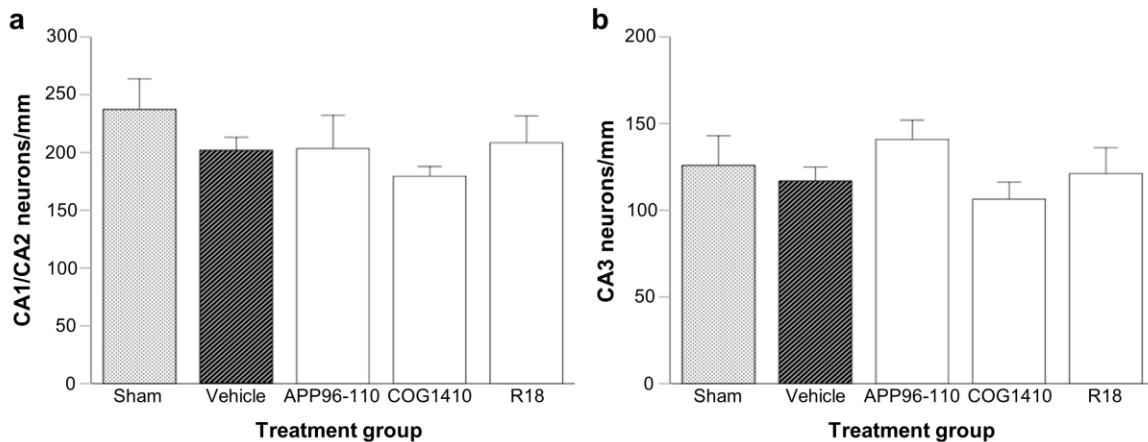 a
CA1/CA2 neurons/mm
300
250
200
150
100
50
0
Sham Vehicle APP96-110 COG1410 R18
Treatment group
b
CA3 neurons/mm
200
150
100
50
0
Sham Vehicle APP96-110 COG1410 R18
Treatment group